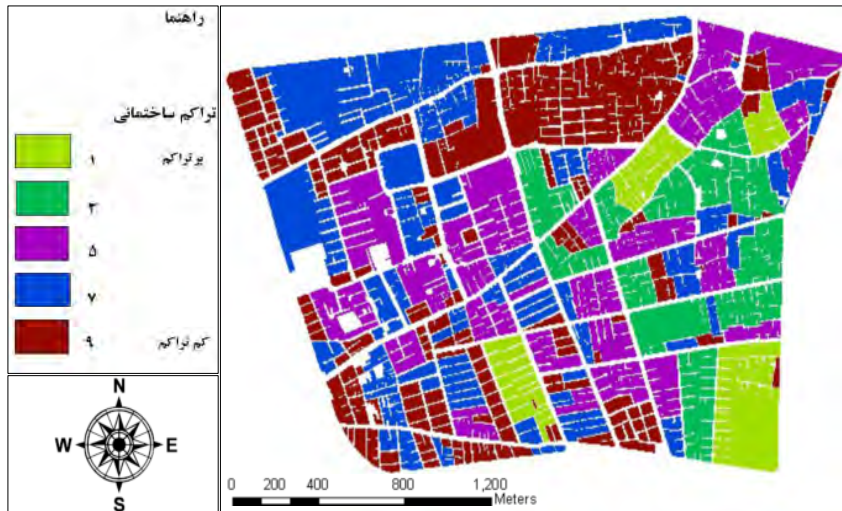 راهنما
تراکم ساختمانی
۱ پرتراکم
۳
۵
۷
۹ کم تراکم
N
W E
S
0 200 400 800 1,200
Meters